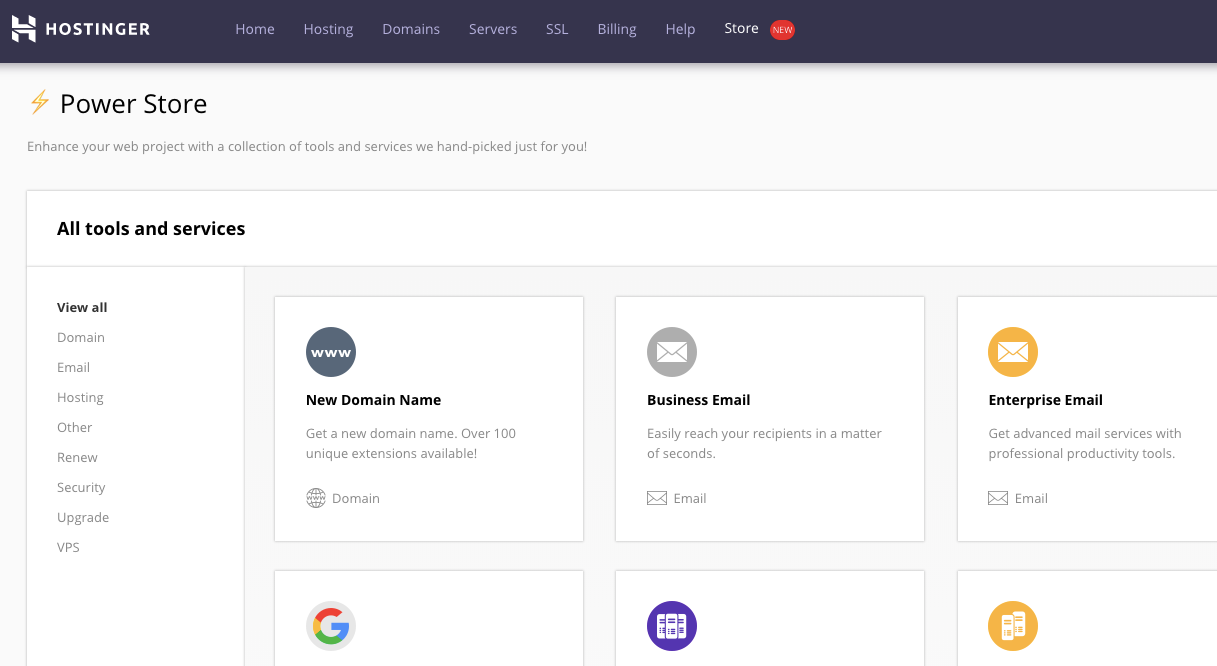 HOSTINGER
Home Hosting Domains Servers SSL Billing Help Store NEW
Power Store
Enhance your web project with a collection of tools and services we hand-picked just for you!
All tools and services
View all
Domain
Email
Hosting
Other
Renew
Security
Upgrade
VPS
www
New Domain Name
Get a new domain name. Over 100
unique extensions available!
Domain
Business Email
Easily reach your recipients in a matter
of seconds.
Email
Enterprise Email
Get advanced mail services with
professional productivity tools.
Email